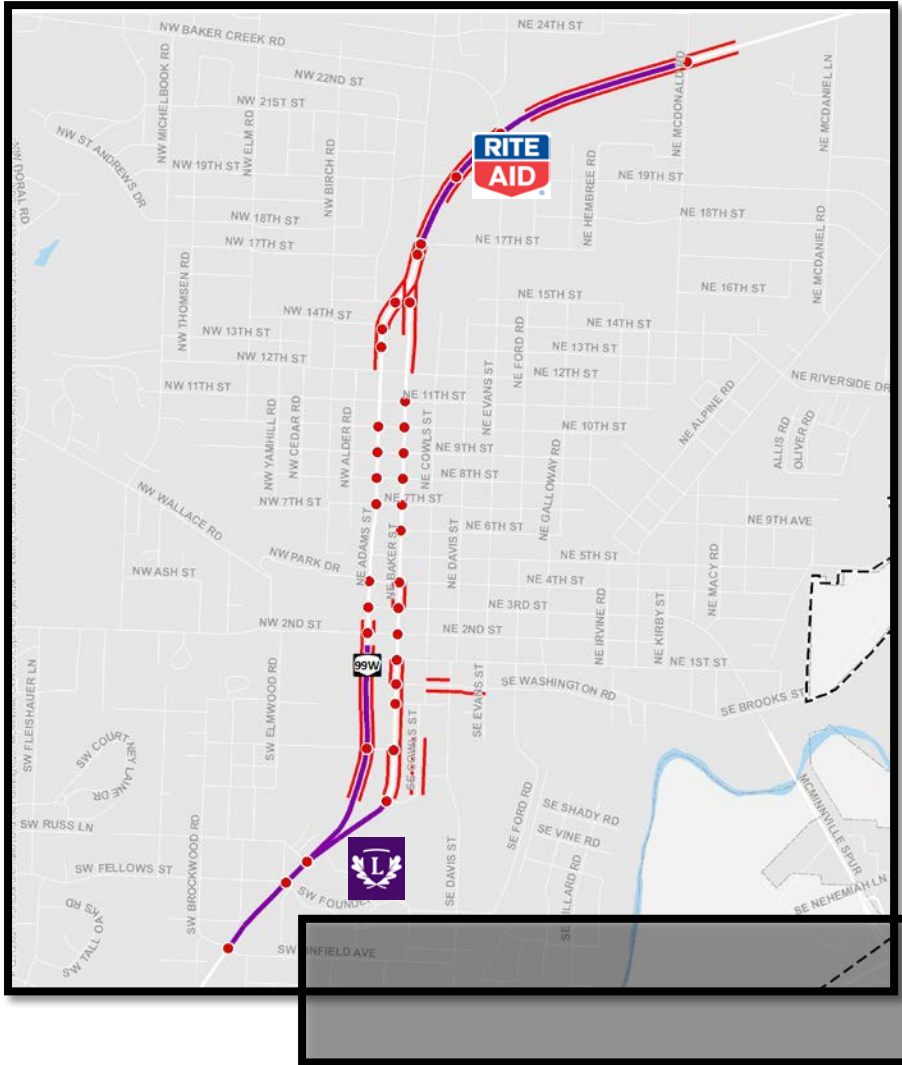 NE 24TH ST
NW BAKER CREEK RD
NW MICHELBOOK RD
NW 22ND ST
NE MCDONALD RD
NE MCDANIEL LN
NW 21ST ST
NW ELM RD
NW ST ANDREWS DR
NW BIRCH RD
RITE
AID
NW DORAL RD
NW 19TH ST
NE HEMBREE RD
NE 19TH ST
NW 18TH ST
NE 18TH ST
NW 17TH ST
NE 17TH ST
NE MCDANIEL RD
NW THOMSEN RD
NE 16TH ST
NE 15TH ST
NW 14TH ST
NE 14TH ST
NW 13TH ST
NE FORD RD
NE 13TH ST
NW 12TH ST
NE 12TH ST
NE RIVERSIDE DR
NW 11TH ST
NE 11TH ST
NE EVANS ST
NE ALPINE RD
NW YAMHILL RD
NW CEDAR RD
NW ALDER RD
NE COWLS ST
NE 10TH ST
ALLIS RD
OLIVER RD
NE 9TH ST
NE GALLOWAY RD
NE 8TH ST
NW WALLACE RD
NW 7TH ST
NE 7TH ST
NE ADAMS ST
NE BAKER ST
NE 6TH ST
NE 9TH AVE
NE DAVIS ST
NW PARK DR
NE 5TH ST
NW ASH ST
NE 4TH ST
NE MACY RD
NE 3RD ST
NE IRVINE RD
NE KIRBY ST
NW 2ND ST
NE 2ND ST
99W
NE 1ST ST
SW FLEISHAUER LN
SW ELMWOOD RD
SE EVANS ST
SE WASHINGTON RD
SE BROOKS ST
SW COURT
NEY LAINE DR
SE COWLS ST
MCMINNVILLE SPUR
SE FORD RD
SE SHADY RD
SW RUSS LN
SE VINE RD
SW BROCKWOOD RD
SE DAVIS ST
L
SW FELLOWS ST
SE NEHEMIAH LN
SW FOUNDE
SE DILLARD RD
SW TALL OAKS RD
SW LINFIELD AVE